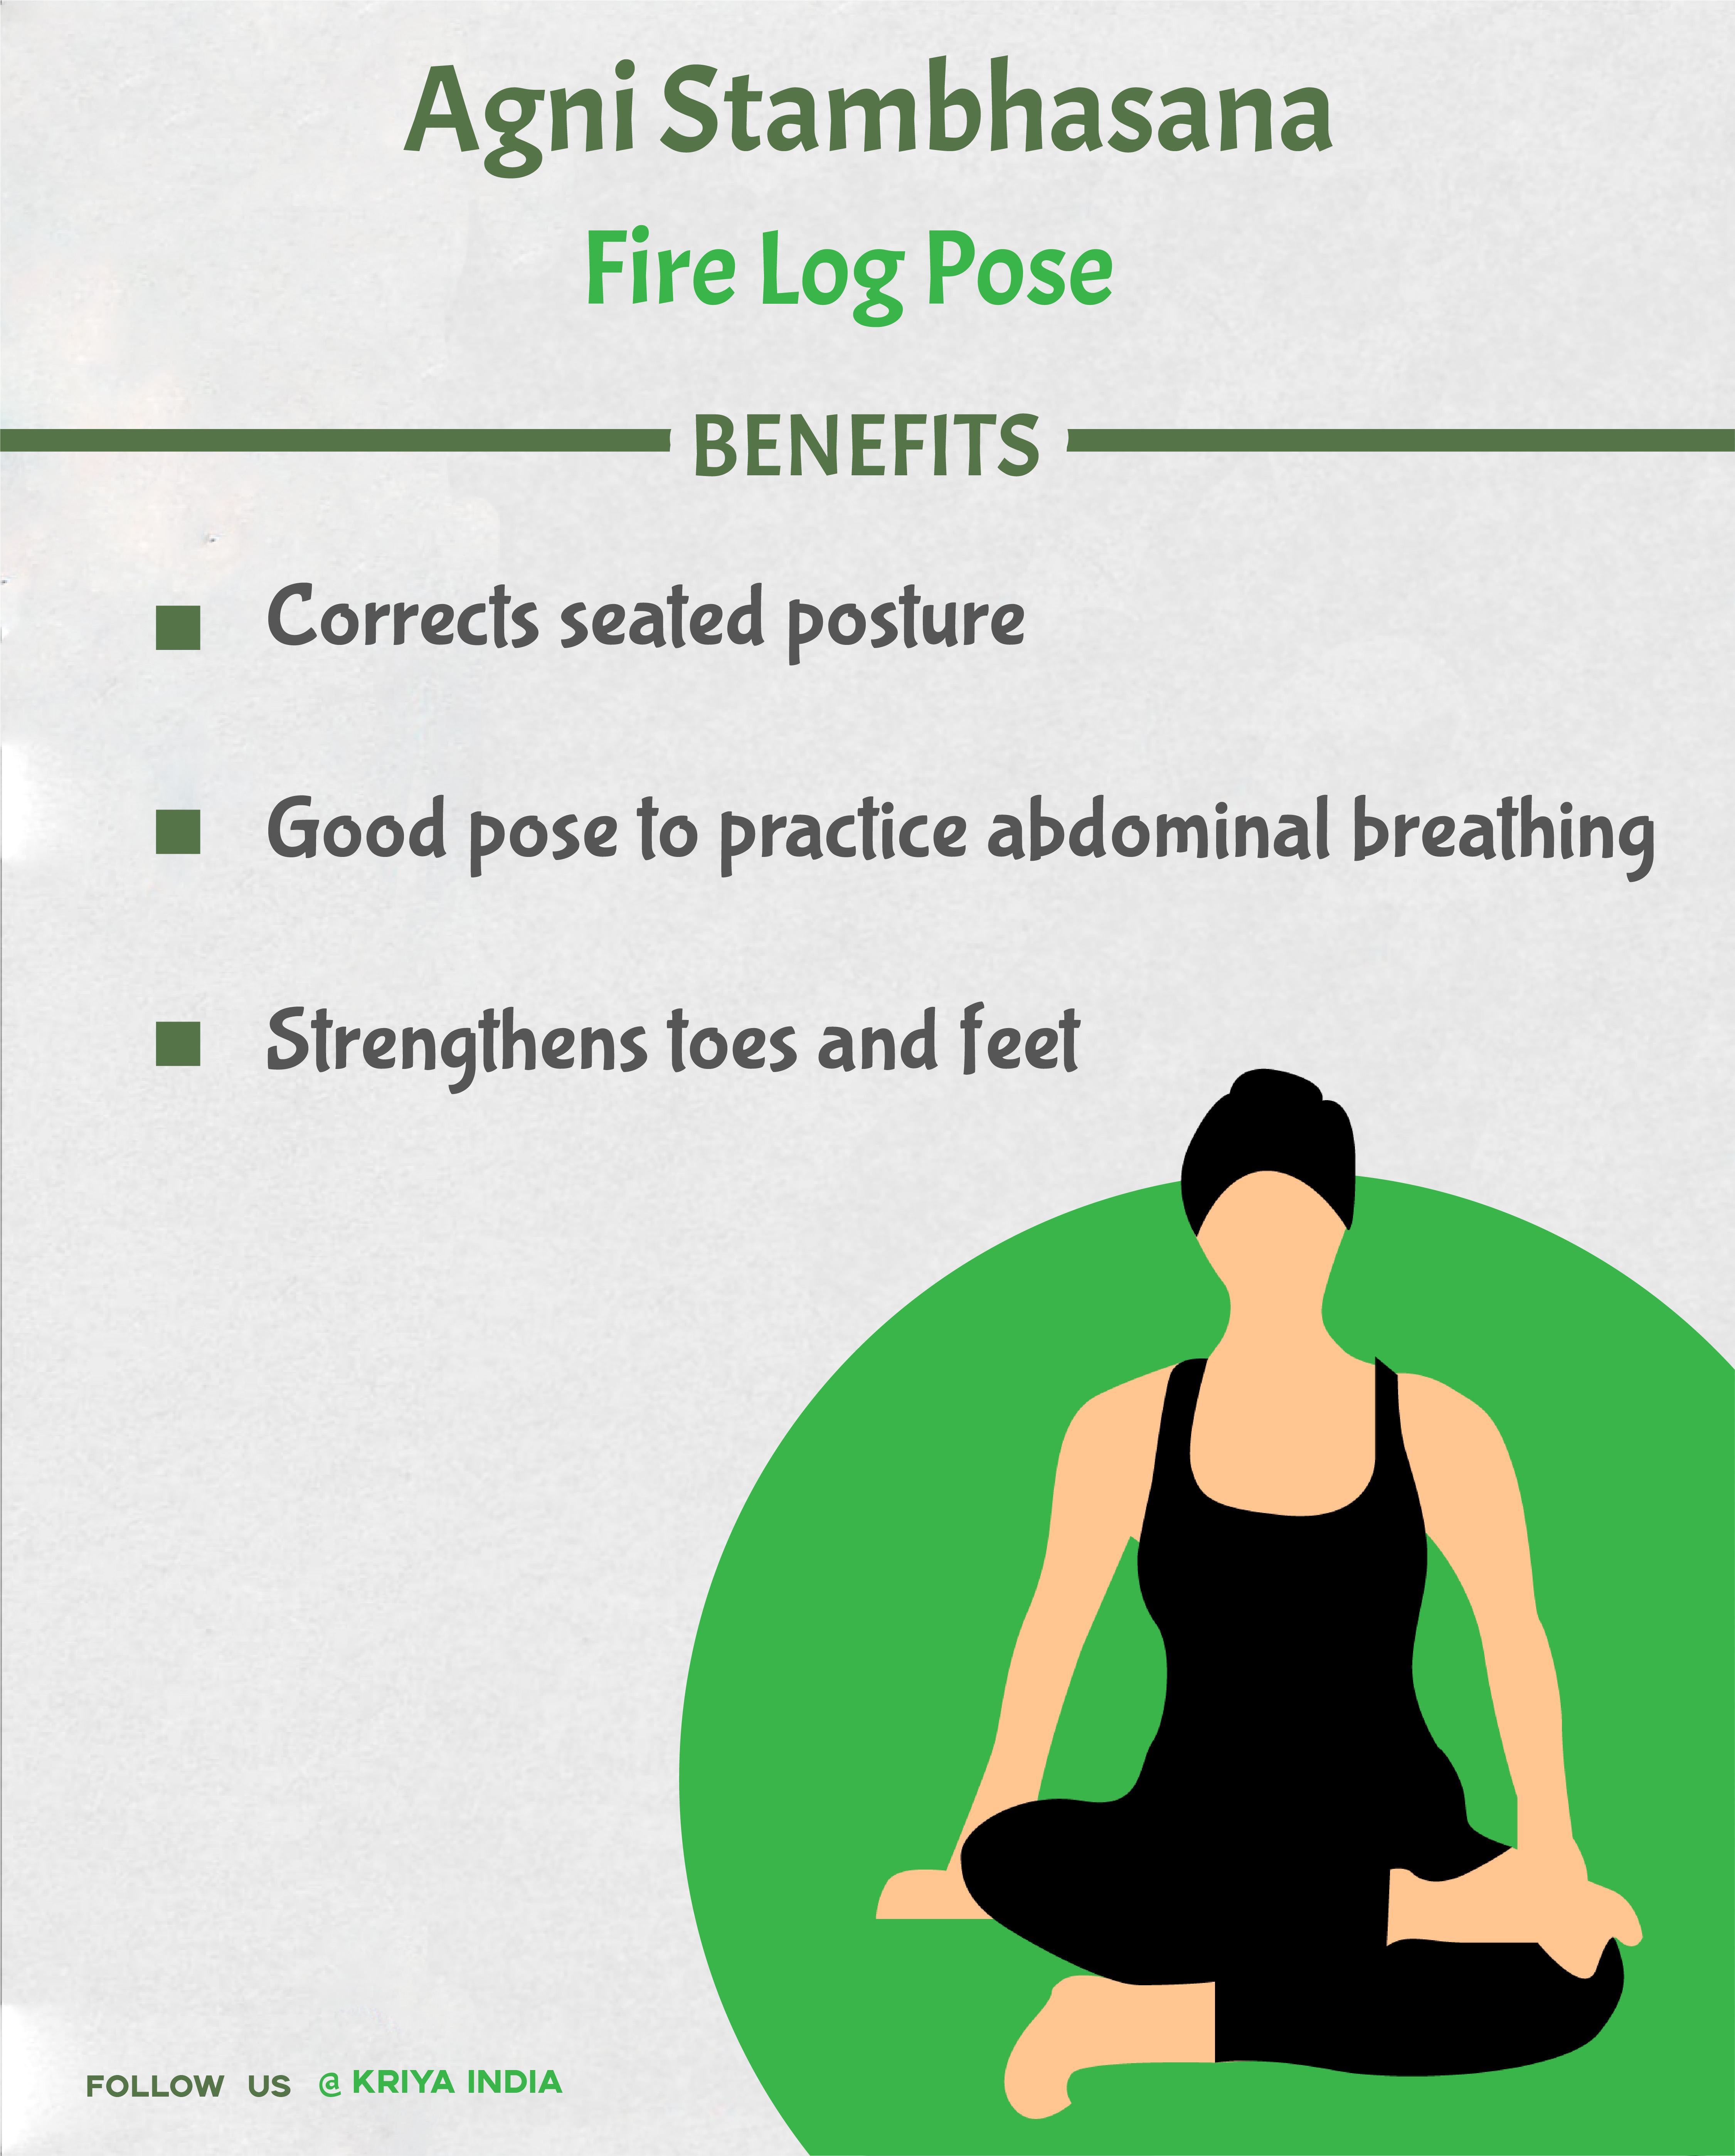 Agni Stambhasana
Fire Log Pose
BENEFITS
Corrects seated posture
Good pose to practice abdominal breathing
Strengthens toes and feet
FOLLOW US @ KRIYA INDIA